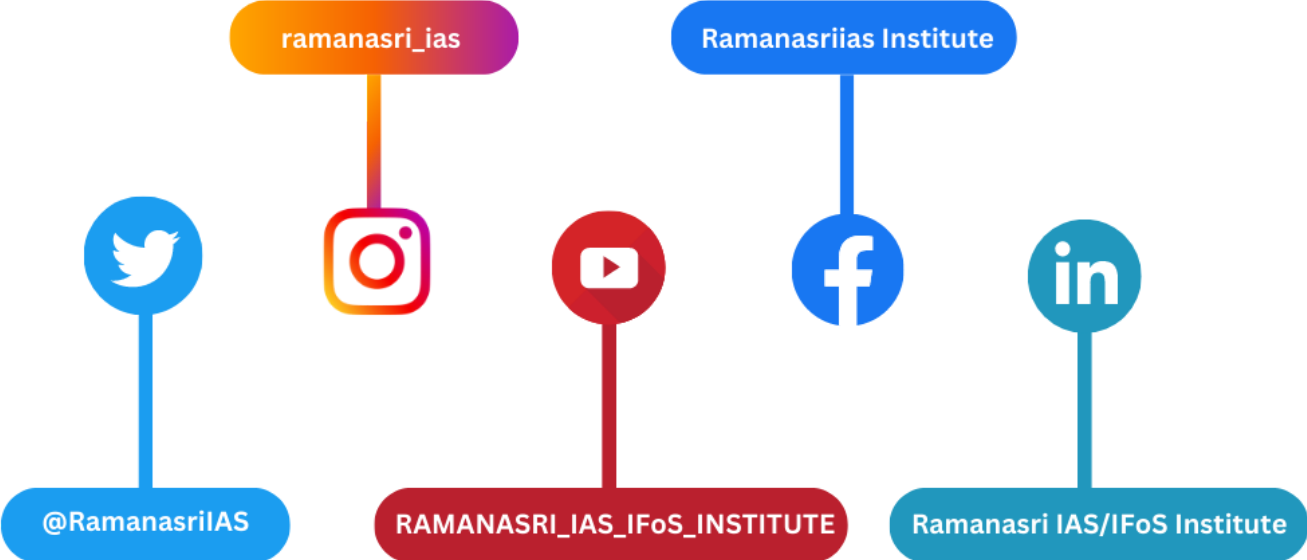 ramanasri_ias
Ramanasriias Institute
@RamanasriIAS
RAMANASRI_IAS_IFoS_INSTITUTE
Ramanasri IAS/IFoS Institute